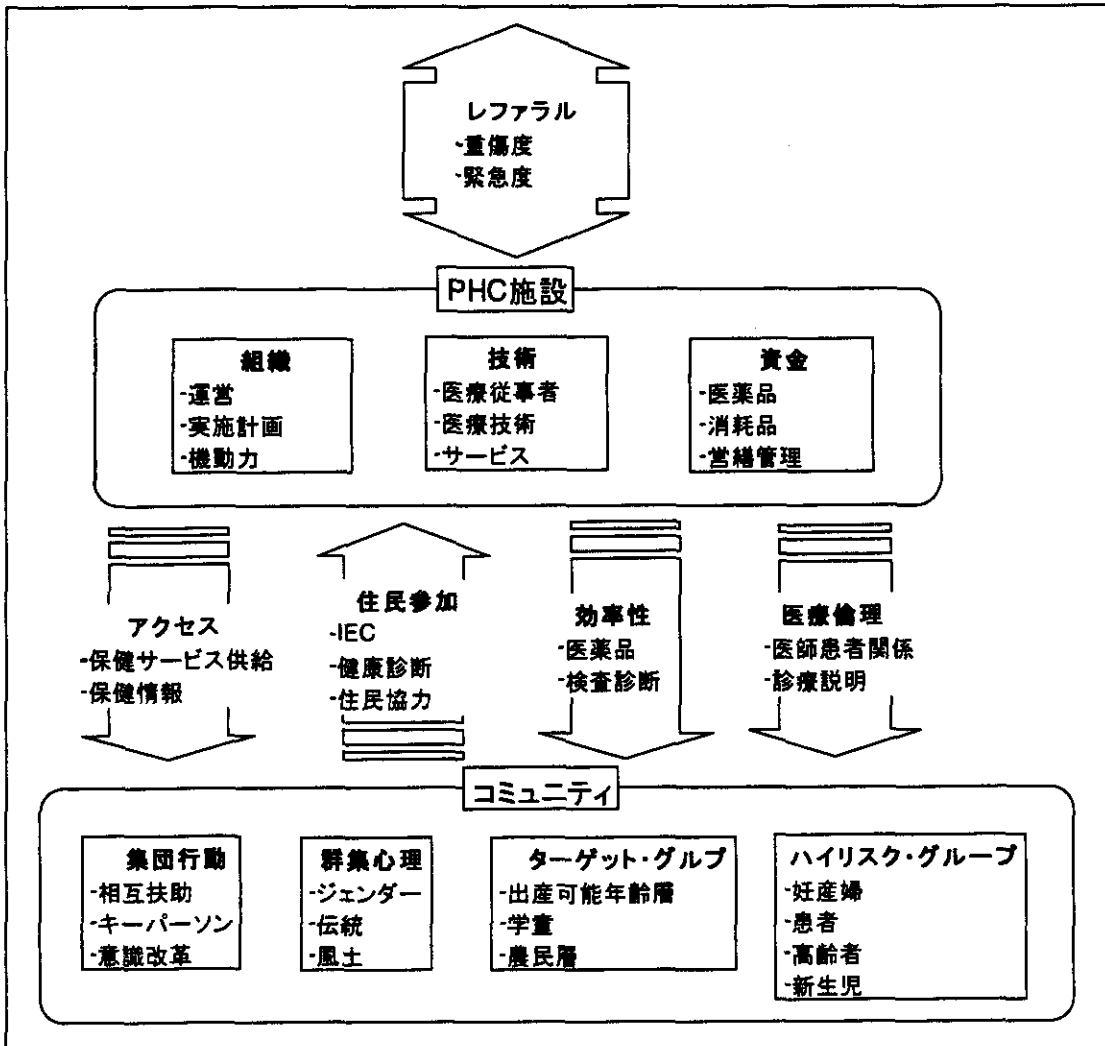 レファラル
-重傷度
-緊急度
PHC施設
組織
-運営
-実施計画
-機動力
技術
-医療従事者
-医療技術
-サービス
資金
-医薬品
-消耗品
-営繕管理
アクセス
-保健サービス供給
-保健情報
住民参加
-IEC
-健康診断
-住民協力
効率性
-医薬品
-検査診断
医療倫理
-医師患者関係
-診療説明
コミュニティ
集団行動
-相互扶助
-キーパーソン
-意識改革
群集心理
-ジェンダー
-伝統
-風土
ターゲット・グルプ
-出産可能年齢層
-学童
-農民層
ハイリスク・グループ
-妊産婦
-患者
-高齢者
-新生児